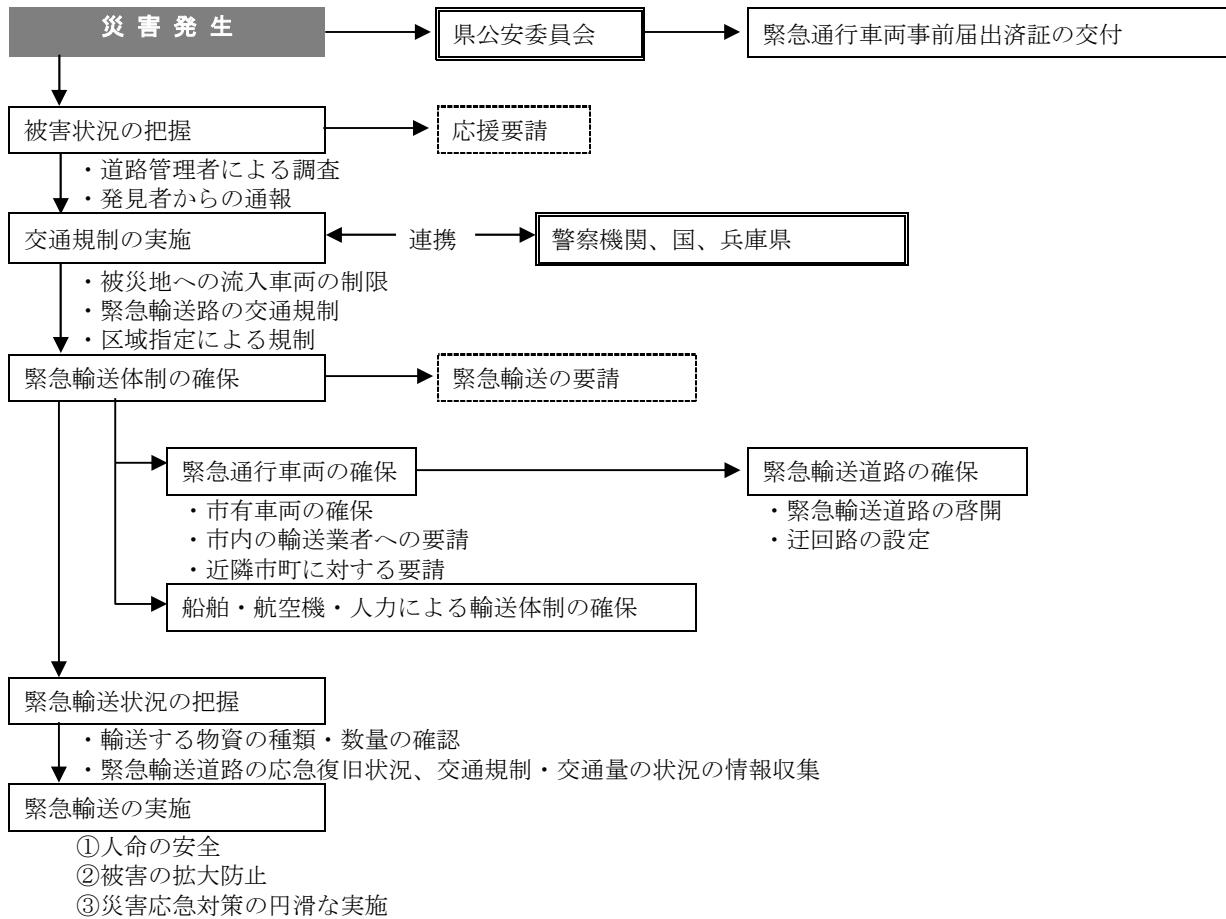 災 害 発 生
県公安委員会
緊急通行車両事前届出済証の交付
被害状況の把握
応援要請
・道路管理者による調査
・発見者からの通報
交通規制の実施
連携
警察機関、国、兵庫県
・被災地への流入車両の制限
・緊急輸送路の交通規制
・区域指定による規制
緊急輸送体制の確保
緊急輸送の要請
緊急通行車両の確保
緊急輸送道路の確保
・市有車両の確保
・市内の輸送業者への要請
・近隣市町に対する要請
・緊急輸送道路の啓開
・迂回路の設定
船舶・航空機・人力による輸送体制の確保
緊急輸送状況の把握
・輸送する物資の種類・数量の確認
・緊急輸送道路の応急復旧状況、交通規制・交通量の状況の情報収集
緊急輸送の実施
①人命の安全
②被害の拡大防止
③災害応急対策の円滑な実施